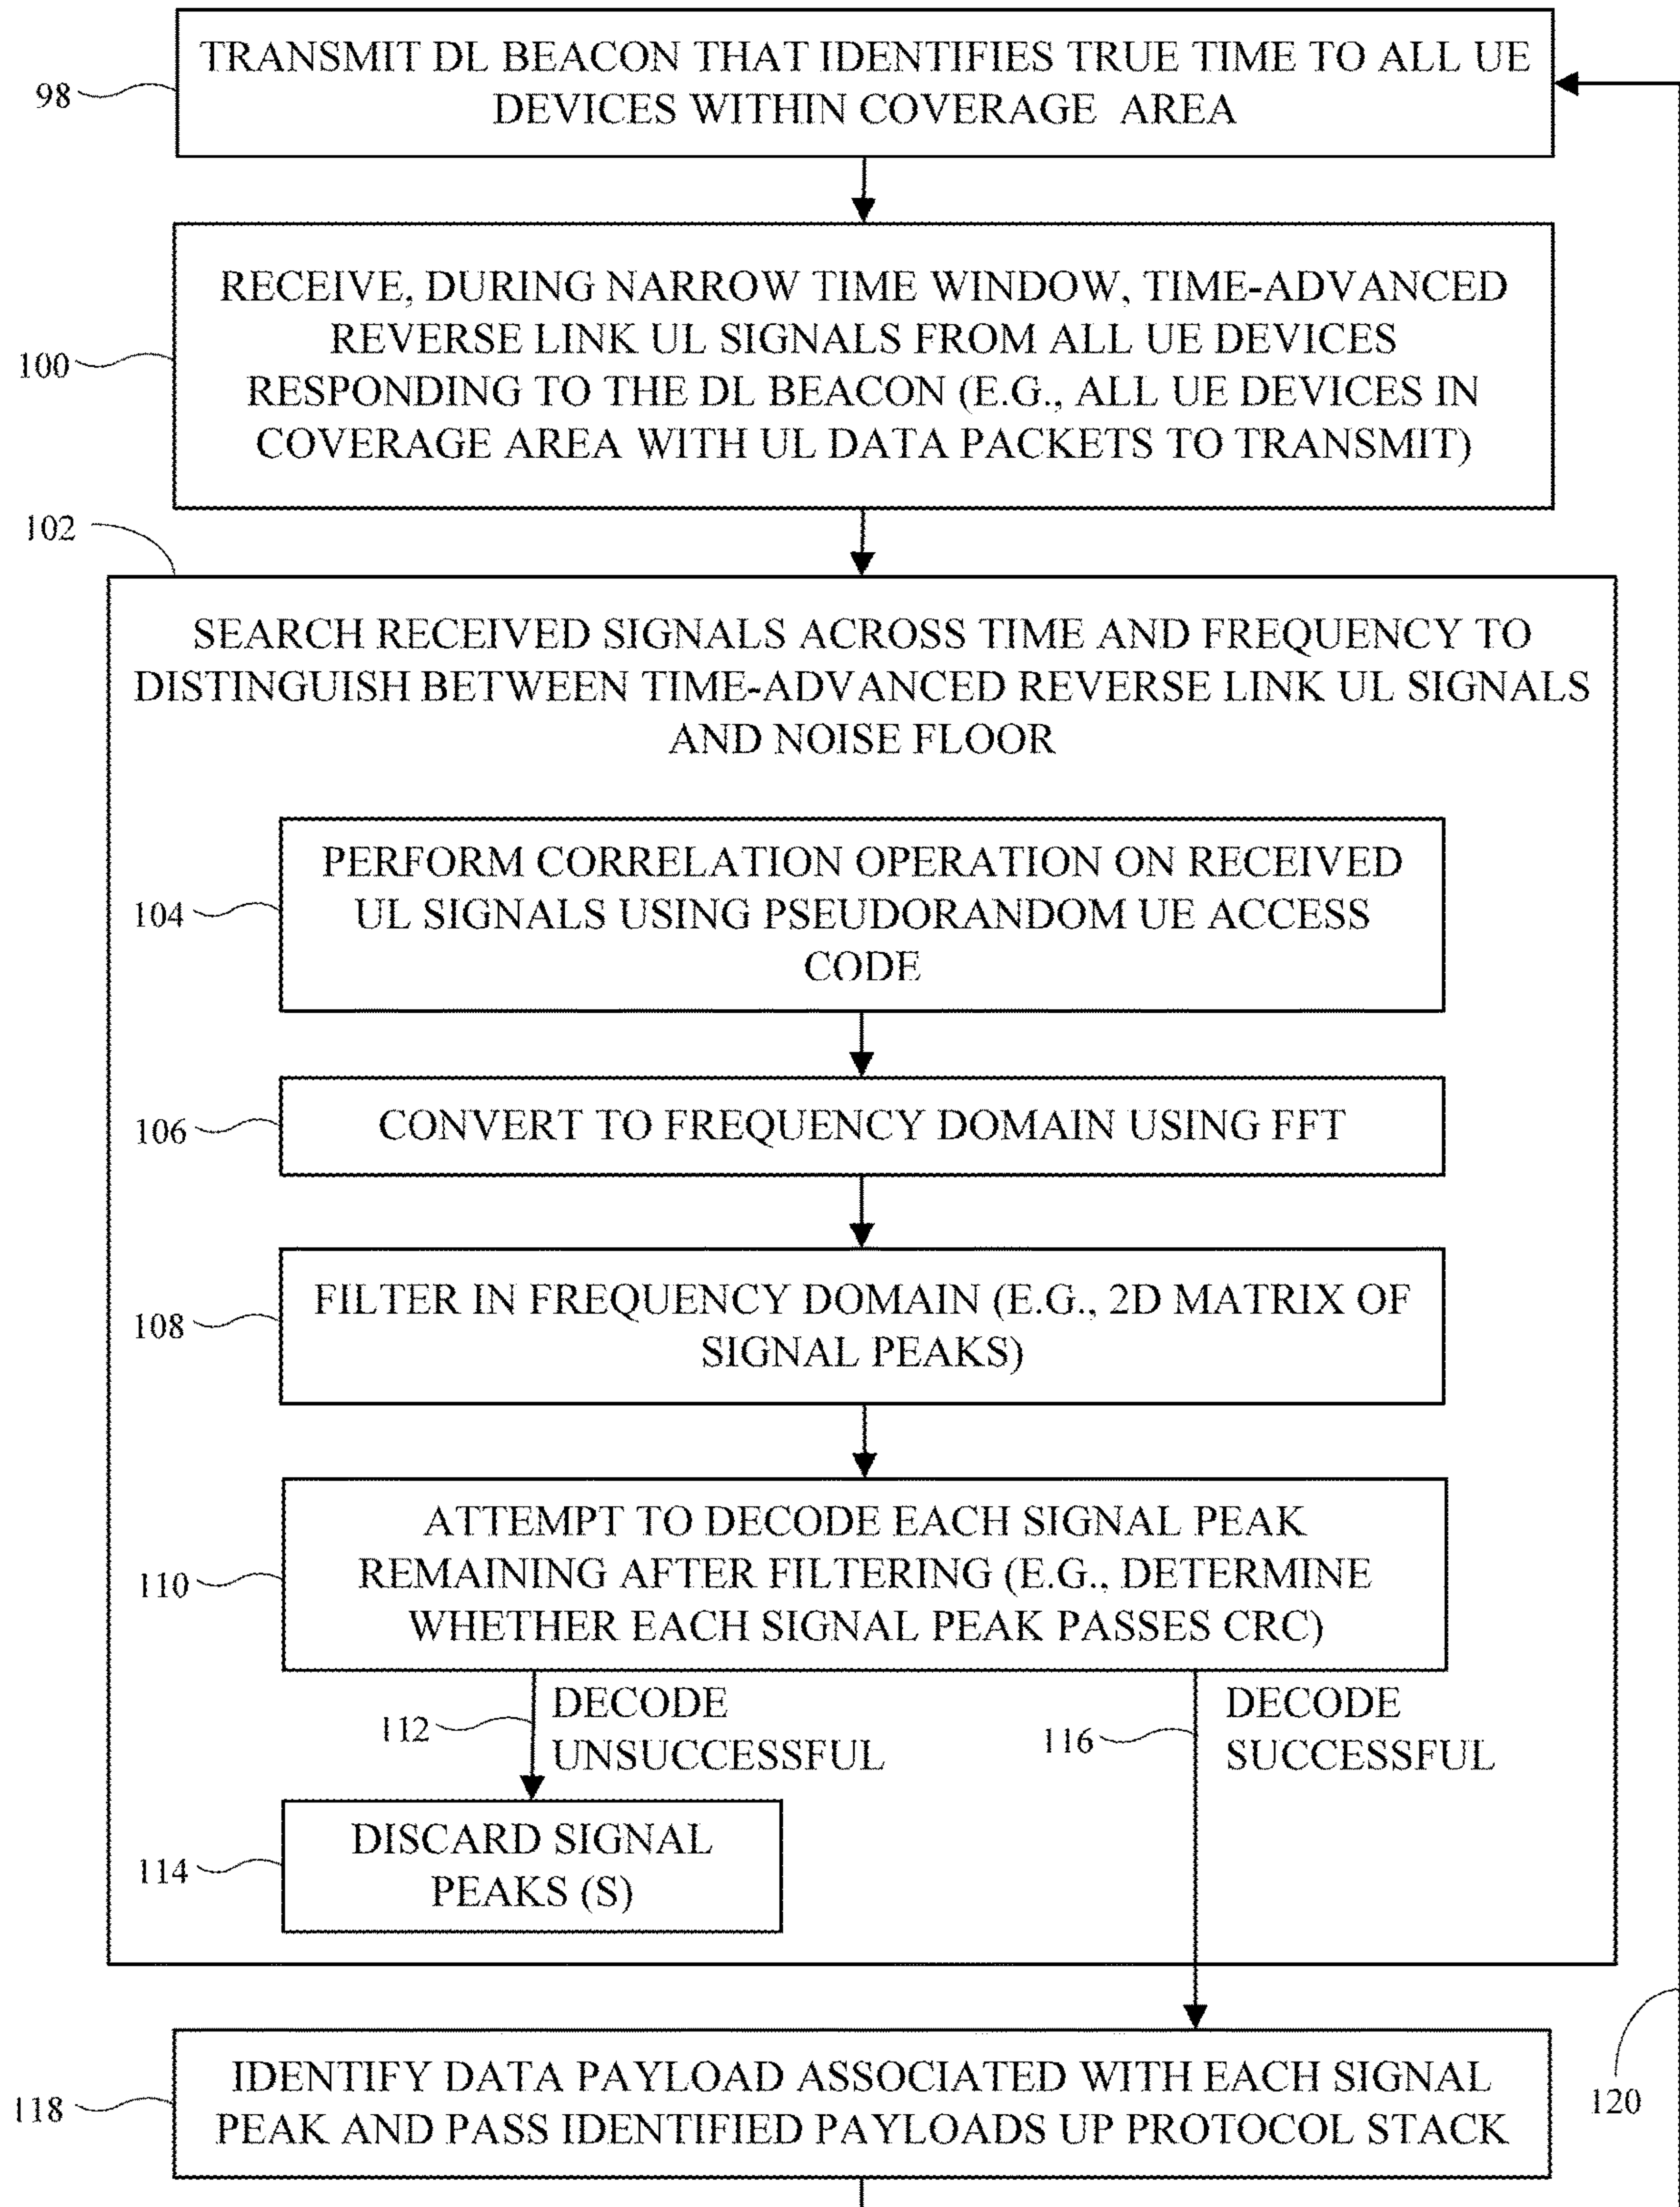 98
TRANSMIT DL BEACON THAT IDENTIFIES TRUE TIME TO ALL UE
DEVICES WITHIN COVERAGE AREA
100
RECEIVE, DURING NARROW TIME WINDOW, TIME-ADVANCED
REVERSE LINK UL SIGNALS FROM ALL UE DEVICES
RESPONDING TO THE DL BEACON (E.G., ALL UE DEVICES IN
COVERAGE AREA WITH UL DATA PACKETS TO TRANSMIT)
102
SEARCH RECEIVED SIGNALS ACROSS TIME AND FREQUENCY TO
DISTINGUISH BETWEEN TIME-ADVANCED REVERSE LINK UL SIGNALS
AND NOISE FLOOR
104
PERFORM CORRELATION OPERATION ON RECEIVED
UL SIGNALS USING PSEUDORANDOM UE ACCESS
CODE
106
CONVERT TO FREQUENCY DOMAIN USING FFT
108
FILTER IN FREQUENCY DOMAIN (E.G., 2D MATRIX OF
SIGNAL PEAKS)
110
ATTEMPT TO DECODE EACH SIGNAL PEAK
REMAINING AFTER FILTERING (E.G., DETERMINE
WHETHER EACH SIGNAL PEAK PASSES CRC)
112
DECODE
UNSUCCESSFUL
116
DECODE
SUCCESSFUL
114
DISCARD SIGNAL
PEAKS (S)
118
IDENTIFY DATA PAYLOAD ASSOCIATED WITH EACH SIGNAL
PEAK AND PASS IDENTIFIED PAYLOADS UP PROTOCOL STACK
120